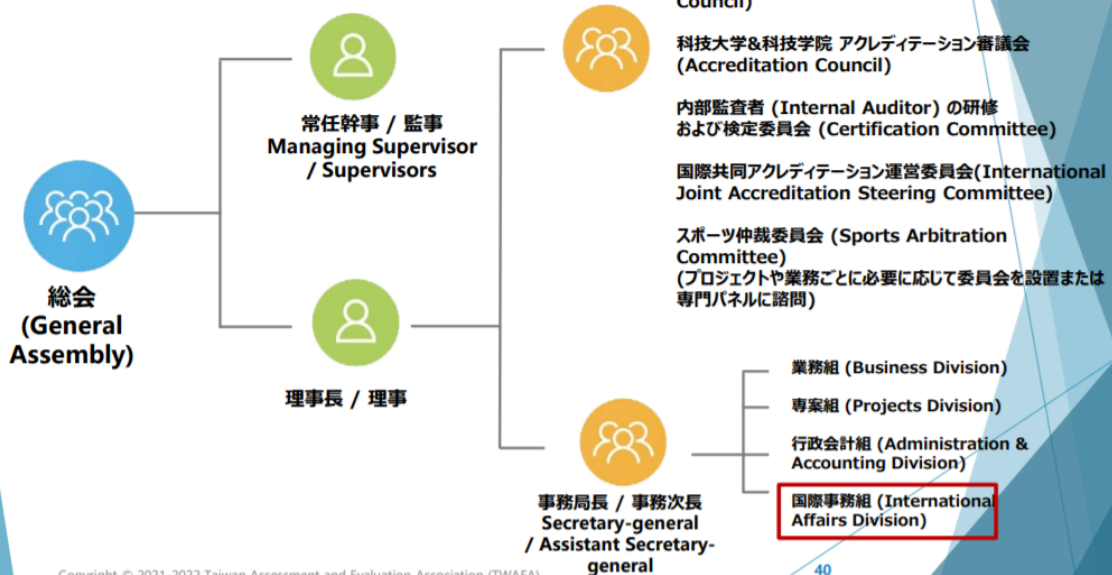 Council)
科技大学&科技学院 アクレディテーション審議会
(Accreditation Council)
内部監査者 (Internal Auditor) の研修
および検定委員会 (Certification Committee)
国際共同アクレディテーション運営委員会(International
Joint Accreditation Steering Committee)
スポーツ仲裁委員会 (Sports Arbitration
Committee)
(プロジェクトや業務ごとに必要に応じて委員会を設置または
専門パネルに諮問)
常任幹事 / 監事
Managing Supervisor
/ Supervisors
総会
(General
Assembly)
理事長 / 理事
事務局長 / 事務次長
Secretary-general
/ Assistant Secretary-
general
業務組 (Business Division)
専案組 (Projects Division)
行政会計組 (Administration &
Accounting Division)
国際事務組 (International
Affairs Division)
Copyright © 2021-2022 Taiwan Assessment and Evaluation Association (TWAEA)
40